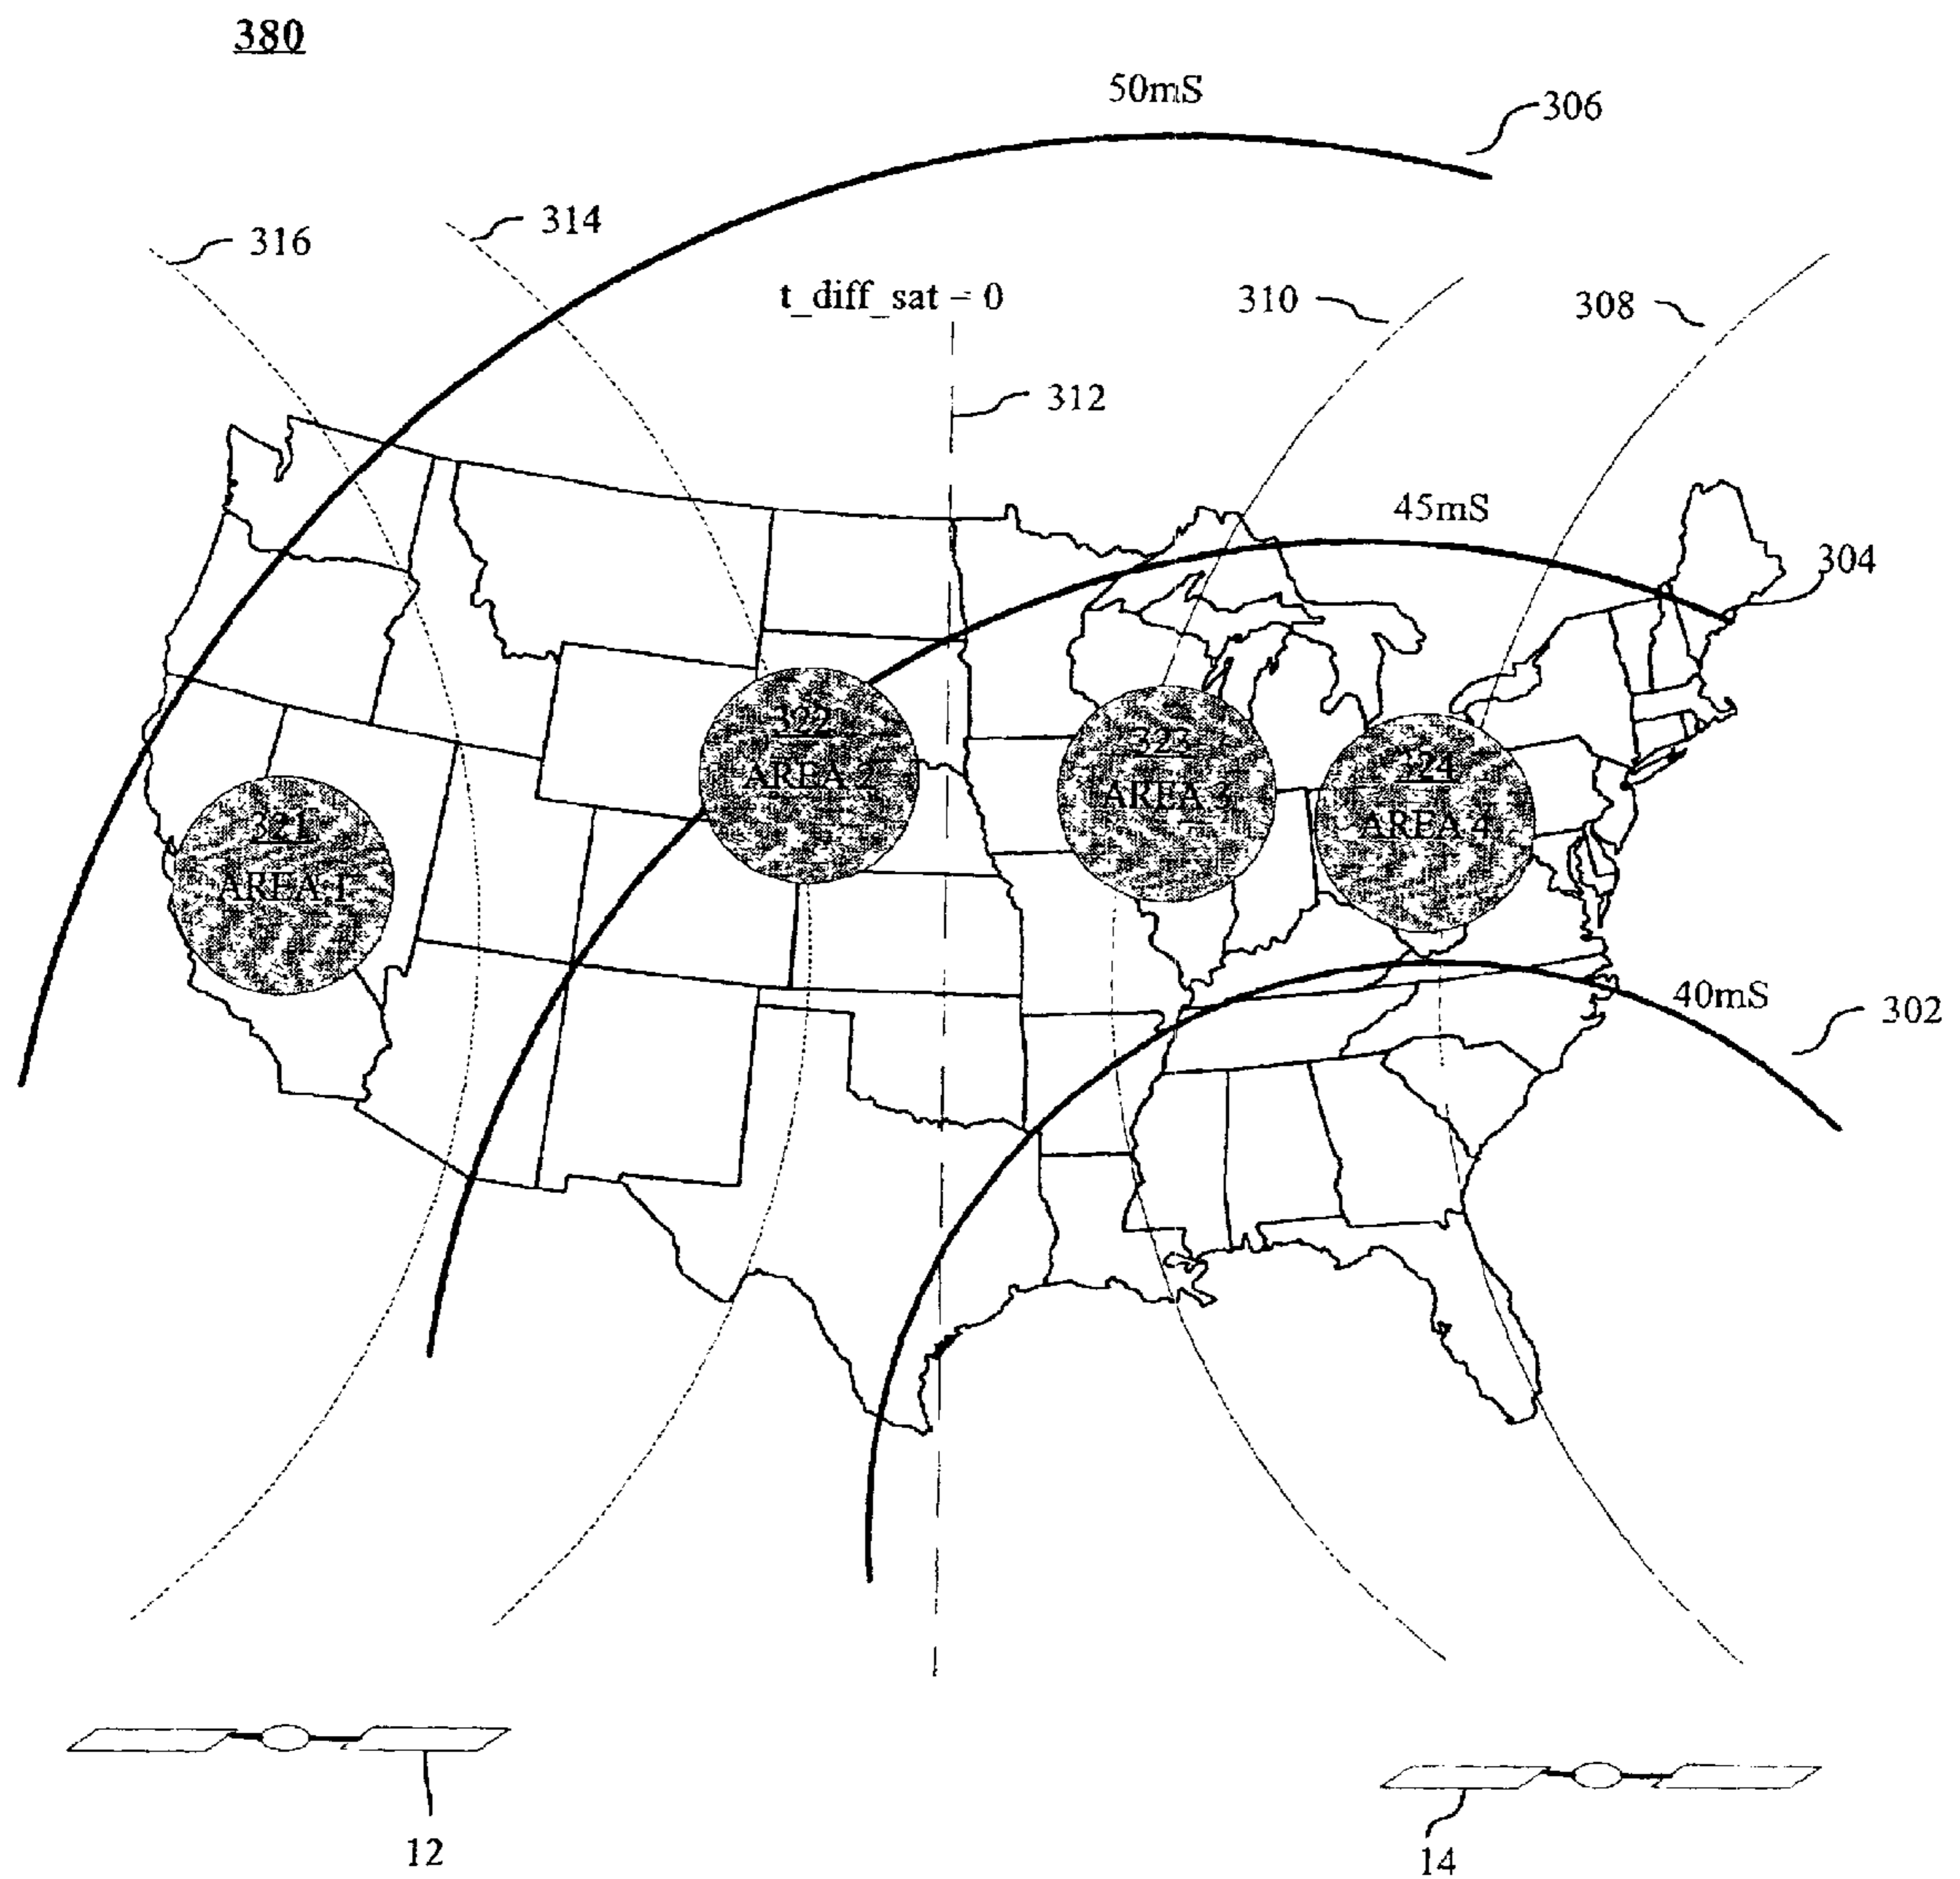 380
50mS
306
314
316
t_diff_sat = 0
310
308
312
45mS
304
322
AREA 2
323
AREA 3
324
AREA 4
321
AREA 1
40mS
302
12
14